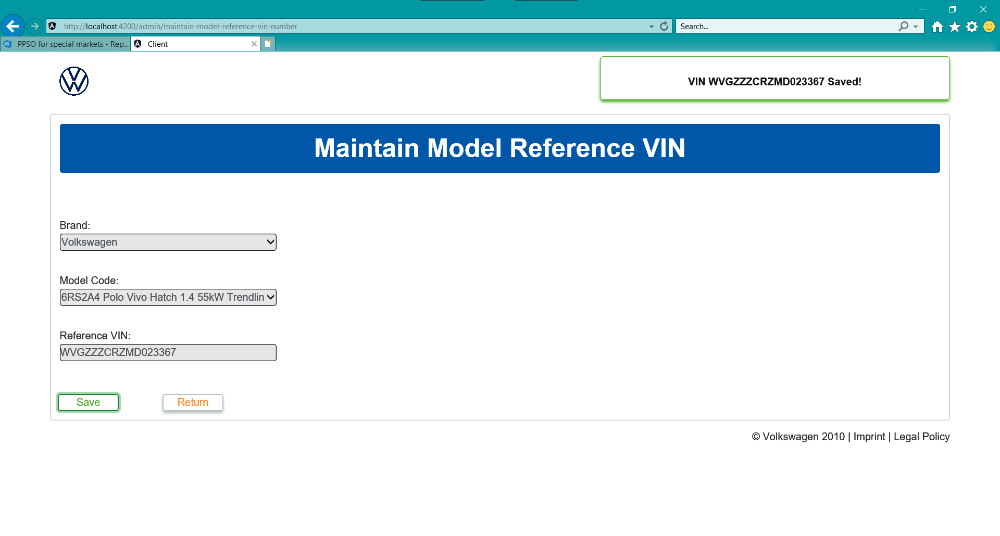 http://localhost:4200/admin/maintain-model-reference-vin-number
Search...
PPSO for special markets - Rep...
Client
VIN WVGZZZCRZMD023367 Saved!
Maintain Model Reference VIN
Brand:
Volkswagen
Model Code:
6RS2A4 Polo Vivo Hatch 1.4 55kW Trendlin
Reference VIN:
WVGZZZCRZMD023367
Save
Return
© Volkswagen 2010 | Imprint | Legal Policy